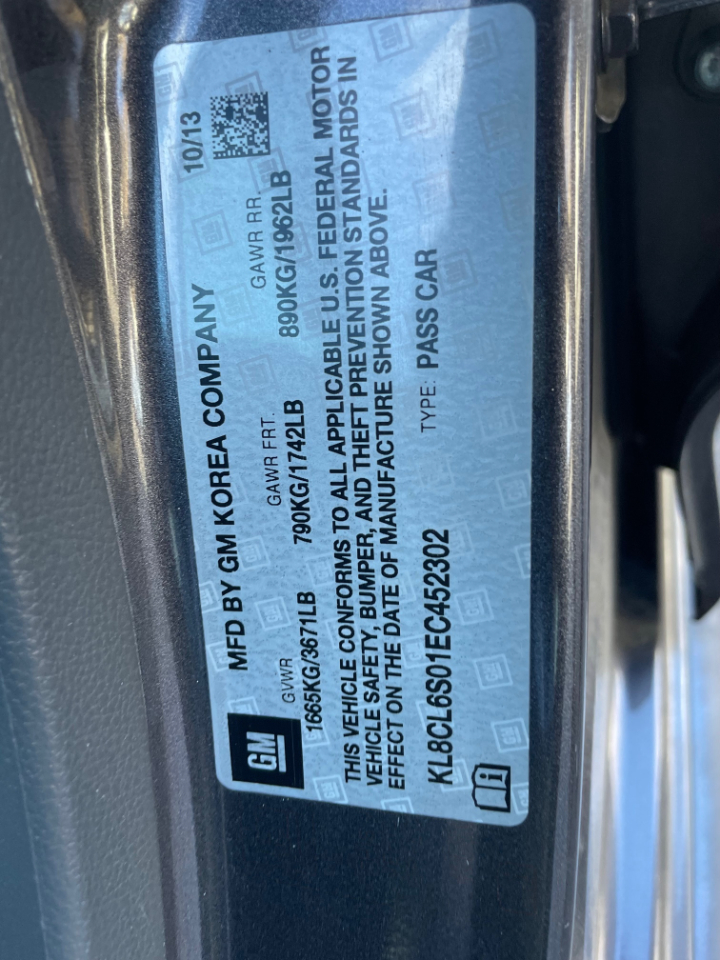 MFD BY GM KOREA COMPANY 10/13
GM
GVWR GAWR FRT. GAWR RR.
1665KG/3671LB 790KG/1742LB 890KG/1962LB
THIS VEHICLE CONFORMS TO ALL APPLICABLE U.S. FEDERAL MOTOR
VEHICLE SAFETY, BUMPER, AND THEFT PREVENTION STANDARDS IN
EFFECT ON THE DATE OF MANUFACTURE SHOWN ABOVE.
KL8CL6S01EC452302 TYPE: PASS CAR